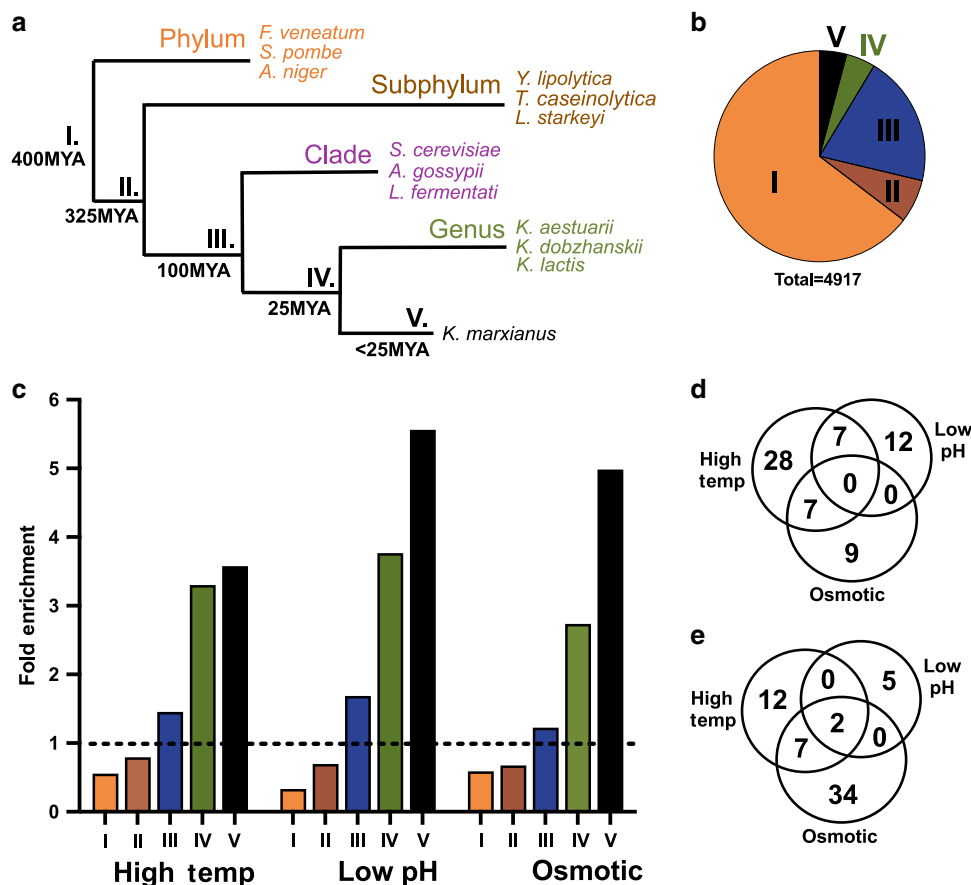 a
Phylum
F. veneatum
S. pombe
A. niger
Subphylum
Y. lipolytica
T. caseinolytica
L. starkeyi
I.
400MYA
Clade
S. cerevisiae
A. gossypii
L. fermentati
II.
325MYA
III.
100MYA
Genus
K. aestuarii
K. dobzhanskii
K. lactis
IV.
25MYA
V.
<25MYA
K. marxianus
b
V
IV
III
II
I
Total=4917
c
Fold enrichment
6
5
4
3
2
1
0
I II III IV V
I II III IV V
I II III IV V
High temp
Low pH
Osmotic
d
High
temp
Low
pH
28
7
12
0
0
7
9
Osmotic
e
High
temp
Low
pH
12
0
5
2
0
7
34
Osmotic